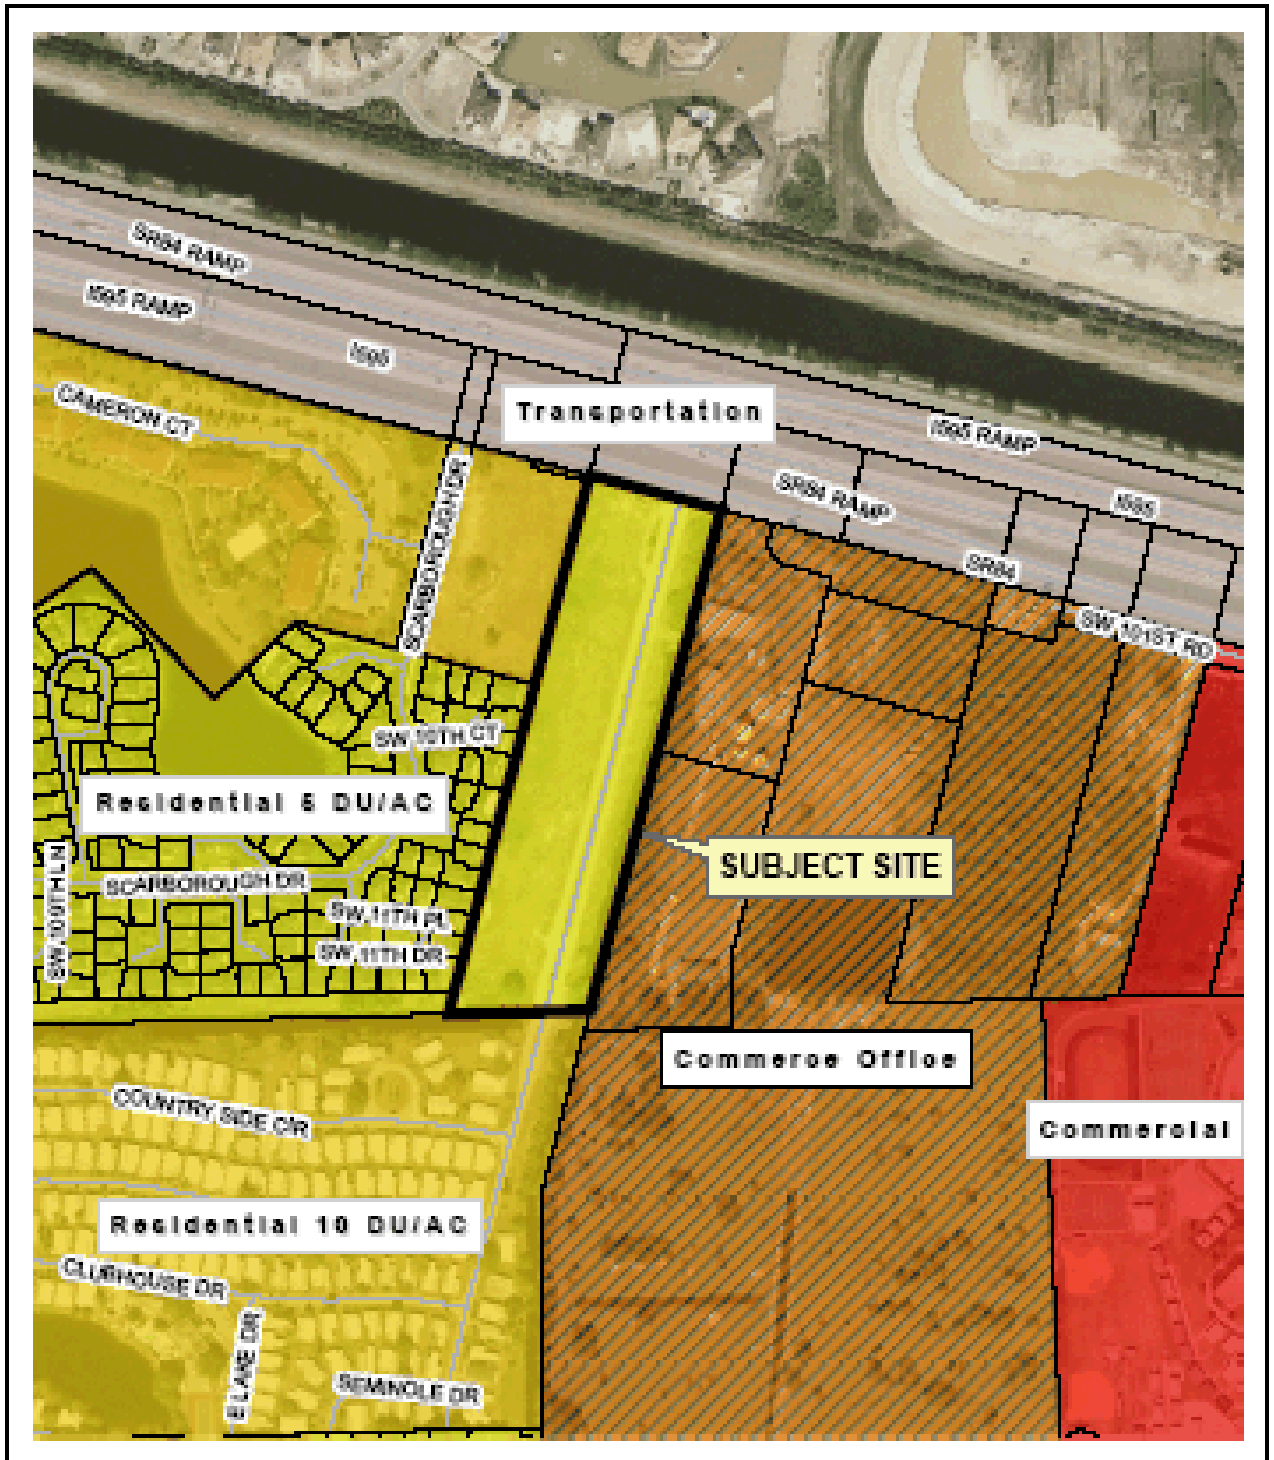 SR84 RAMP
I595 RAMP
I595
CAMERON CT
Transportation
I595 RAMP
SR84 RAMP
I595
SR84
SW 101ST RD
SCARBOROUGH DR
SW 10TH CT
Residential 5 DU/AC
SUBJECT SITE
SCARBOROUGH DR
SW 109TH LN
SW 11TH PL
SW 11TH DR
Commerce Office
COUNTRY SIDE CIR
Commercial
Residential 10 DU/AC
CLUBHOUSE DR
E LAKE DR
SEMINOLE DR